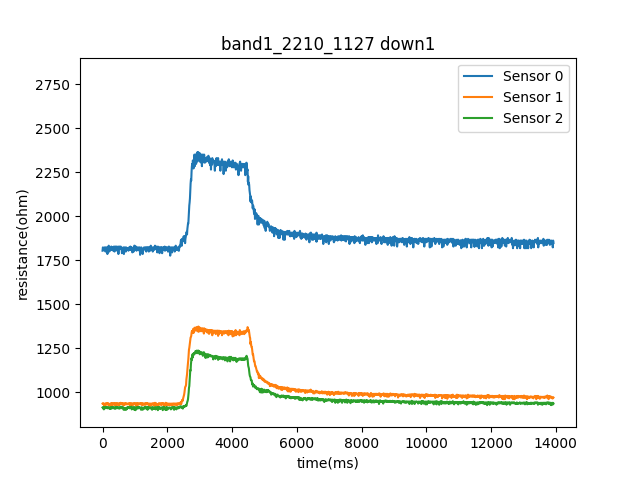 band1_2210_1127 down1
Sensor 0
Sensor 1
Sensor 2
resistance(ohm)
2750
2500
2250
2000
1750
1500
1250
1000
0 2000 4000 6000 8000 10000 12000 14000
time(ms)